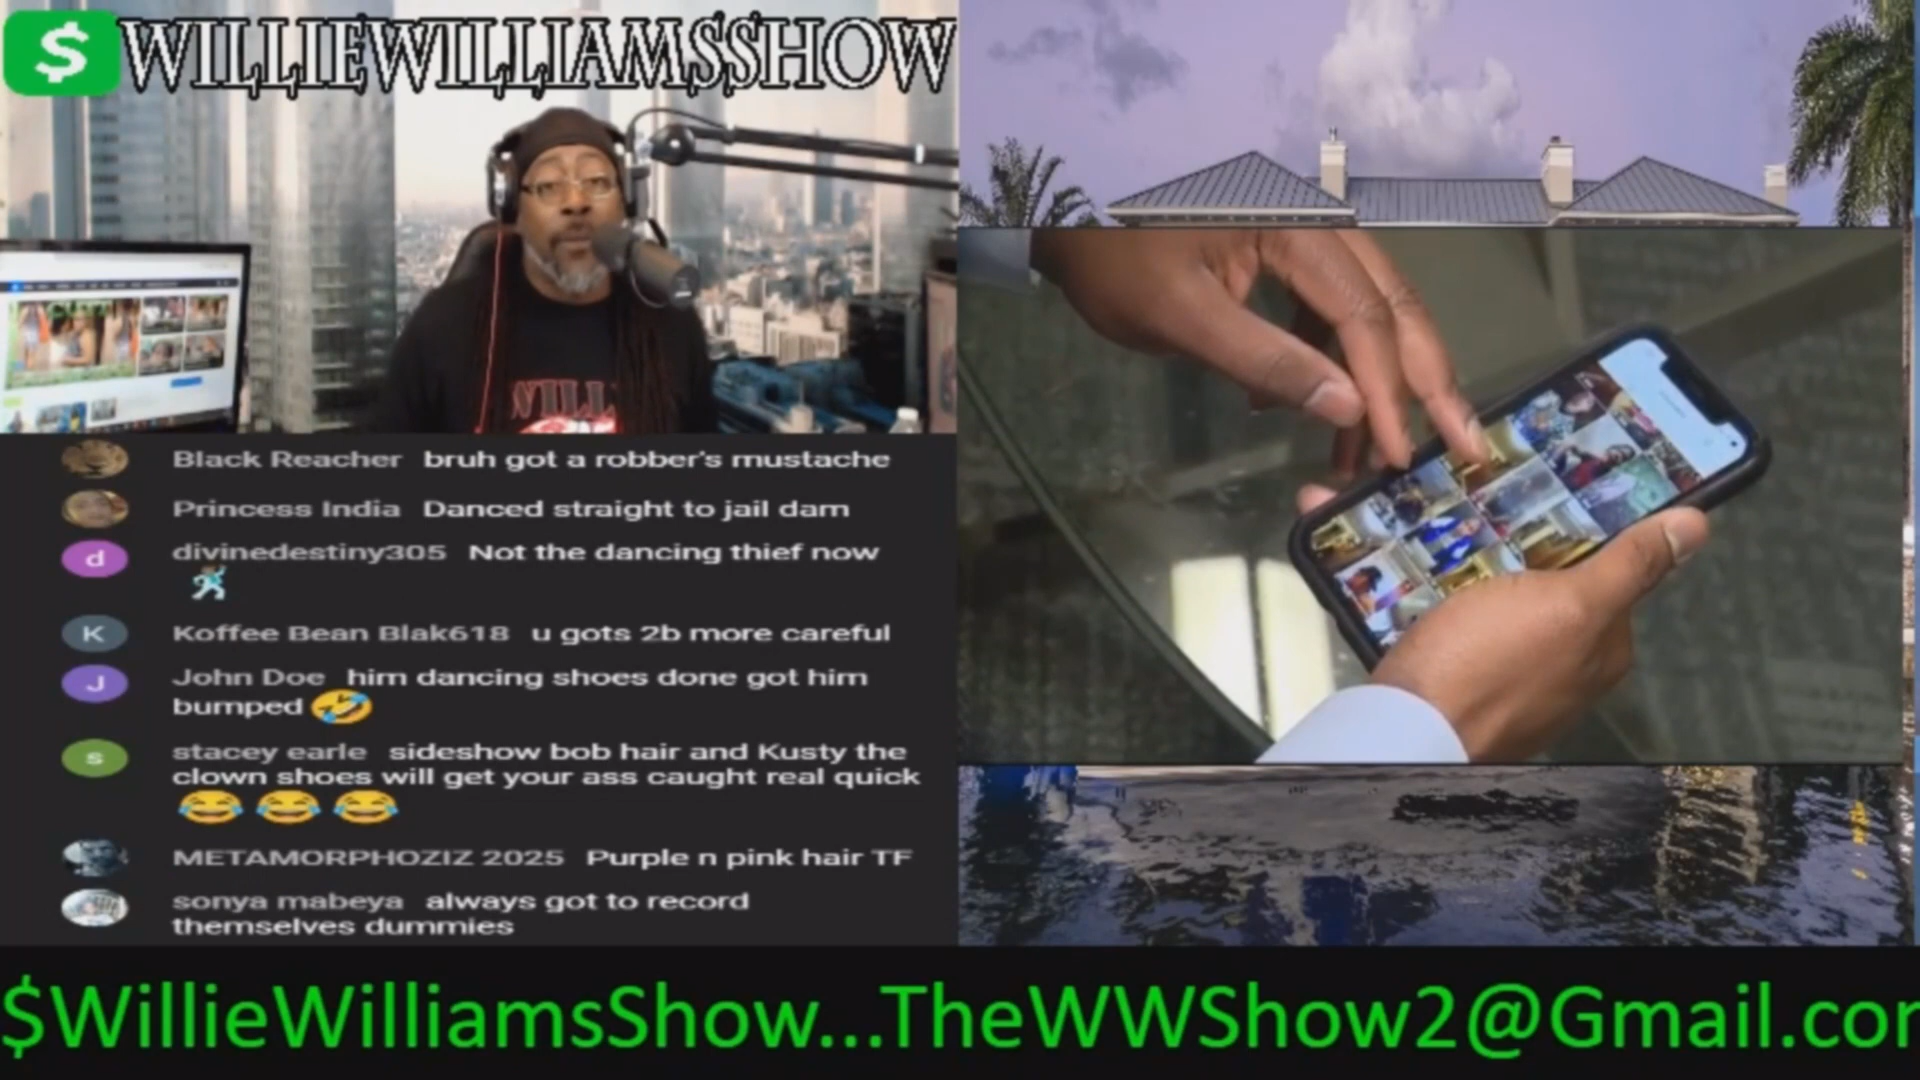 $ WILLIEWILLIAMSSHOW
WILL
Black Reacher bruh got a robber's mustache
Princess India Danced straight to jail dam
d divinedestiny305 Not the dancing thief now
K Koffee Bean Blak618 u gots 2b more careful
J John Doe him dancing shoes done got him
bumped 🤣
s stacey earle sideshow bob hair and Kusty the
clown shoes will get your ass caught real quick
😂 😂 😂
METAMORPHOZIZ 2025 Purple n pink hair TF
sonya mabeya always got to record
themselves dummies
$WillieWilliamsShow...TheWWShow2@Gmail.com